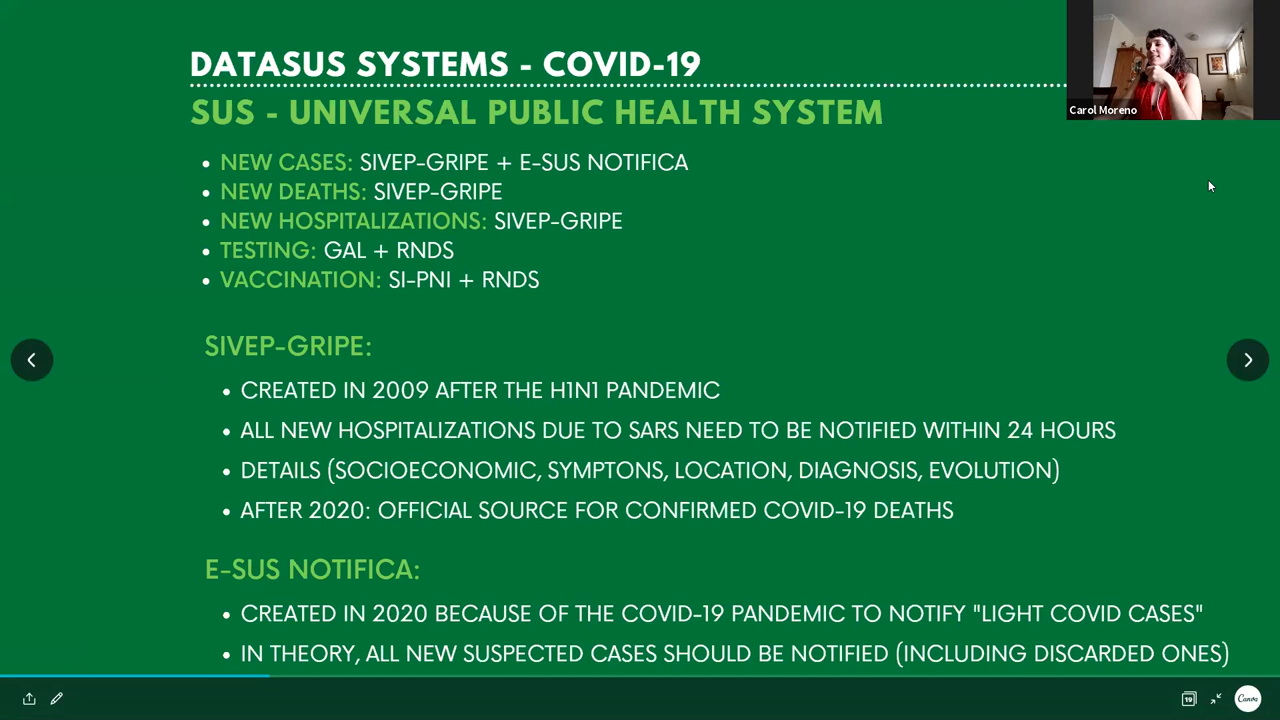 DATASUS SYSTEMS - COVID-19
SUS - UNIVERSAL PUBLIC HEALTH SYSTEM
• NEW CASES: SIVEP-GRIPE + E-SUS NOTIFICA
• NEW DEATHS: SIVEP-GRIPE
• NEW HOSPITALIZATIONS: SIVEP-GRIPE
• TESTING: GAL + RNDS
• VACCINATION: SI-PNI + RNDS
SIVEP-GRIPE:
• CREATED IN 2009 AFTER THE H1N1 PANDEMIC
• ALL NEW HOSPITALIZATIONS DUE TO SARS NEED TO BE NOTIFIED WITHIN 24 HOURS
• DETAILS (SOCIOECONOMIC, SYMPTONS, LOCATION, DIAGNOSIS, EVOLUTION)
• AFTER 2020: OFFICIAL SOURCE FOR CONFIRMED COVID-19 DEATHS
E-SUS NOTIFICA:
• CREATED IN 2020 BECAUSE OF THE COVID-19 PANDEMIC TO NOTIFY "LIGHT COVID CASES"
• IN THEORY, ALL NEW SUSPECTED CASES SHOULD BE NOTIFIED (INCLUDING DISCARDED ONES)
Carol Moreno
19
Canva